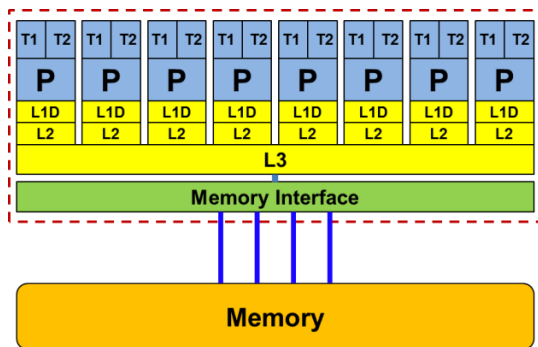 T1 T2 T1 T2 T1 T2 T1 T2 T1 T2 T1 T2 T1 T2 T1 T2
P P P P P P P P
L1D L1D L1D L1D L1D L1D L1D L1D
L2 L2 L2 L2 L2 L2 L2 L2
L3
Memory Interface
Memory